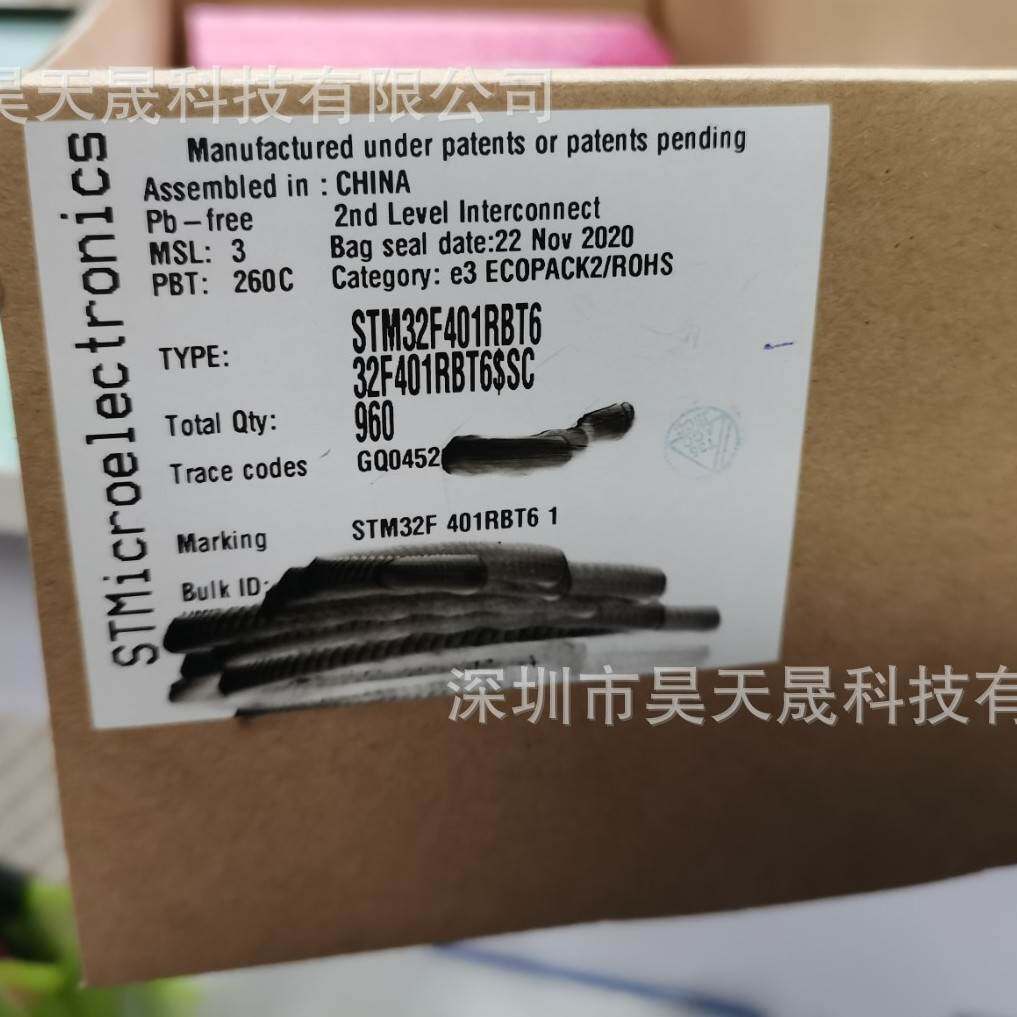 昊天晟科技有限公司
STMicroelectronics
Manufactured under patents or patents pending
Assembled in : CHINA
Pb-free 2nd Level Interconnect
MSL: 3 Bag seal date:22 Nov 2020
PBT: 260C Category: e3 ECOPACK2/ROHS
TYPE: STM32F401RBT6
32F401RBT6$SC
Total Qty: 960
Trace codes GQ0452
Marking STM32F 401RBT6 1
Bulk ID:
深圳市昊天晟科技有